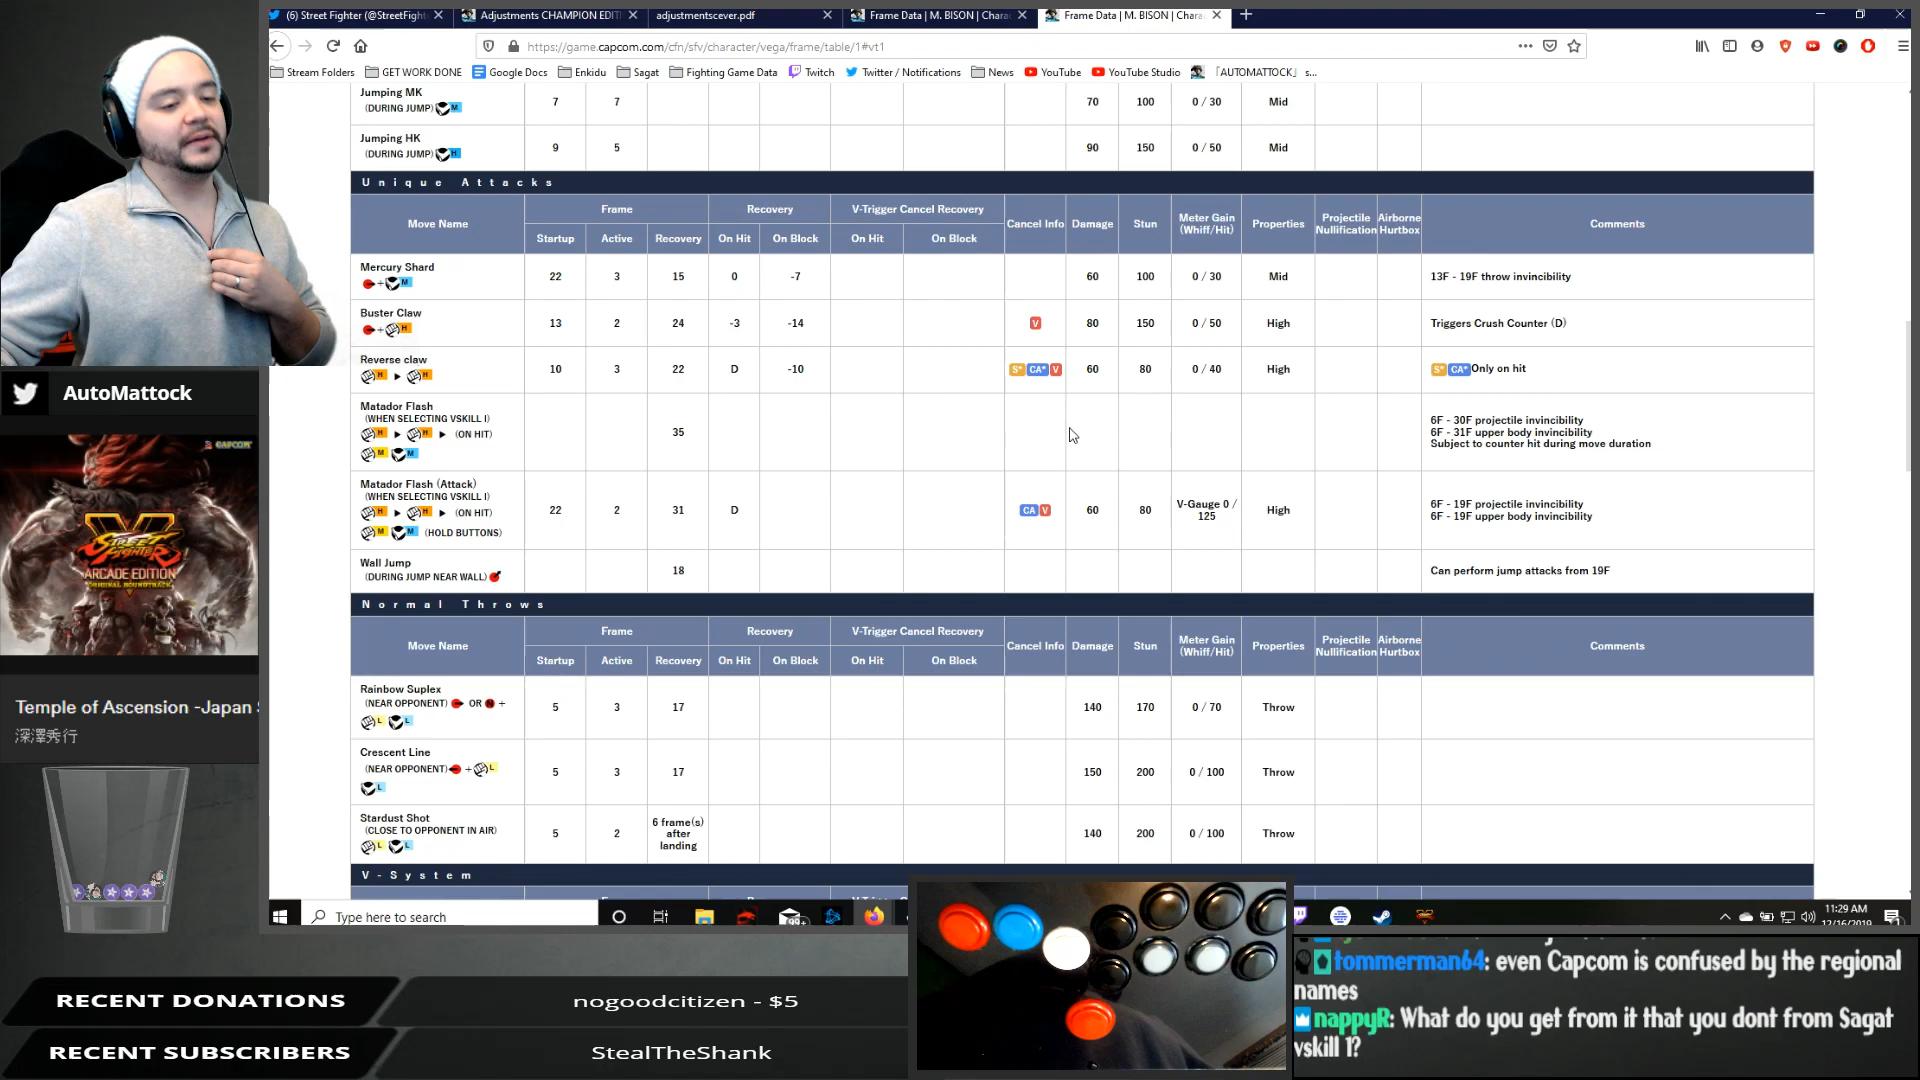 (6) Street Fighter (@StreetFigh
Adjustments CHAMPION EDIT
adjustmentscever.pdf
Frame Data | M. BISON | Charac
Frame Data | M. BISON | Chara
https://game.capcom.com/cfn/sfv/character/vega/frame/table/1#vt1
Stream Folders
GET WORK DONE
Google Docs
Enkidu
Sagat
Fighting Game Data
Twitch
Twitter / Notifications
News
YouTube
YouTube Studio
「AUTOMATTOCK」 s...
Jumping MK
(DURING JUMP) M
7 7 70 100 0 / 30 Mid
Jumping HK
(DURING JUMP) H
9 5 90 150 0 / 50 Mid
Unique Attacks
Move Name Frame Recovery V-Trigger Cancel Recovery Cancel Info Damage Stun Meter Gain (Whiff/Hit) Properties Projectile Nullification Airborne Hurtbox Comments
Startup Active Recovery On Hit On Block On Hit On Block
Mercury Shard
+ M
22 3 15 0 -7 60 100 0 / 30 Mid 13F - 19F throw invincibility
Buster Claw
+ H
13 2 24 -3 -14 V 80 150 0 / 50 High Triggers Crush Counter (D)
Reverse claw
H ▶ H
10 3 22 D -10 S* CA* V 60 80 0 / 40 High S* CA* Only on hit
Matador Flash
(WHEN SELECTING VSKILL I)
H ▶ H ▶ (ON HIT)
M M
35
6F - 30F projectile invincibility
6F - 31F upper body invincibility
Subject to counter hit during move duration
Matador Flash (Attack)
(WHEN SELECTING VSKILL I)
H ▶ H ▶ (ON HIT)
M M (HOLD BUTTONS)
22 2 31 D CA V 60 80 V-Gauge 0 / 125 High
6F - 19F projectile invincibility
6F - 19F upper body invincibility
Wall Jump
(DURING JUMP NEAR WALL)
18 Can perform jump attacks from 19F
Normal Throws
Move Name Frame Recovery V-Trigger Cancel Recovery Cancel Info Damage Stun Meter Gain (Whiff/Hit) Properties Projectile Nullification Airborne Hurtbox Comments
Startup Active Recovery On Hit On Block On Hit On Block
Rainbow Suplex
(NEAR OPPONENT) OR N +
L L
5 3 17 140 170 0 / 70 Throw
Crescent Line
(NEAR OPPONENT) + L
L
5 3 17 150 200 0 / 100 Throw
Stardust Shot
(CLOSE TO OPPONENT IN AIR)
L L
5 2 6 frame(s) after landing 140 200 0 / 100 Throw
V-System
Type here to search
99+
11:29 AM
12/16/2019
AutoMattock
CAPCOM
V
STREET FIGHTER
ARCADE EDITION
ORIGINAL SOUNDTRACK
Temple of Ascension -Japan S
深澤秀行
RECENT DONATIONS
nogoodcitizen - $5
RECENT SUBSCRIBERS
StealTheShank
tommerman64: even Capcom is confused by the regional
names
nappyR: What do you get from it that you dont from Sagat
vskill 1?